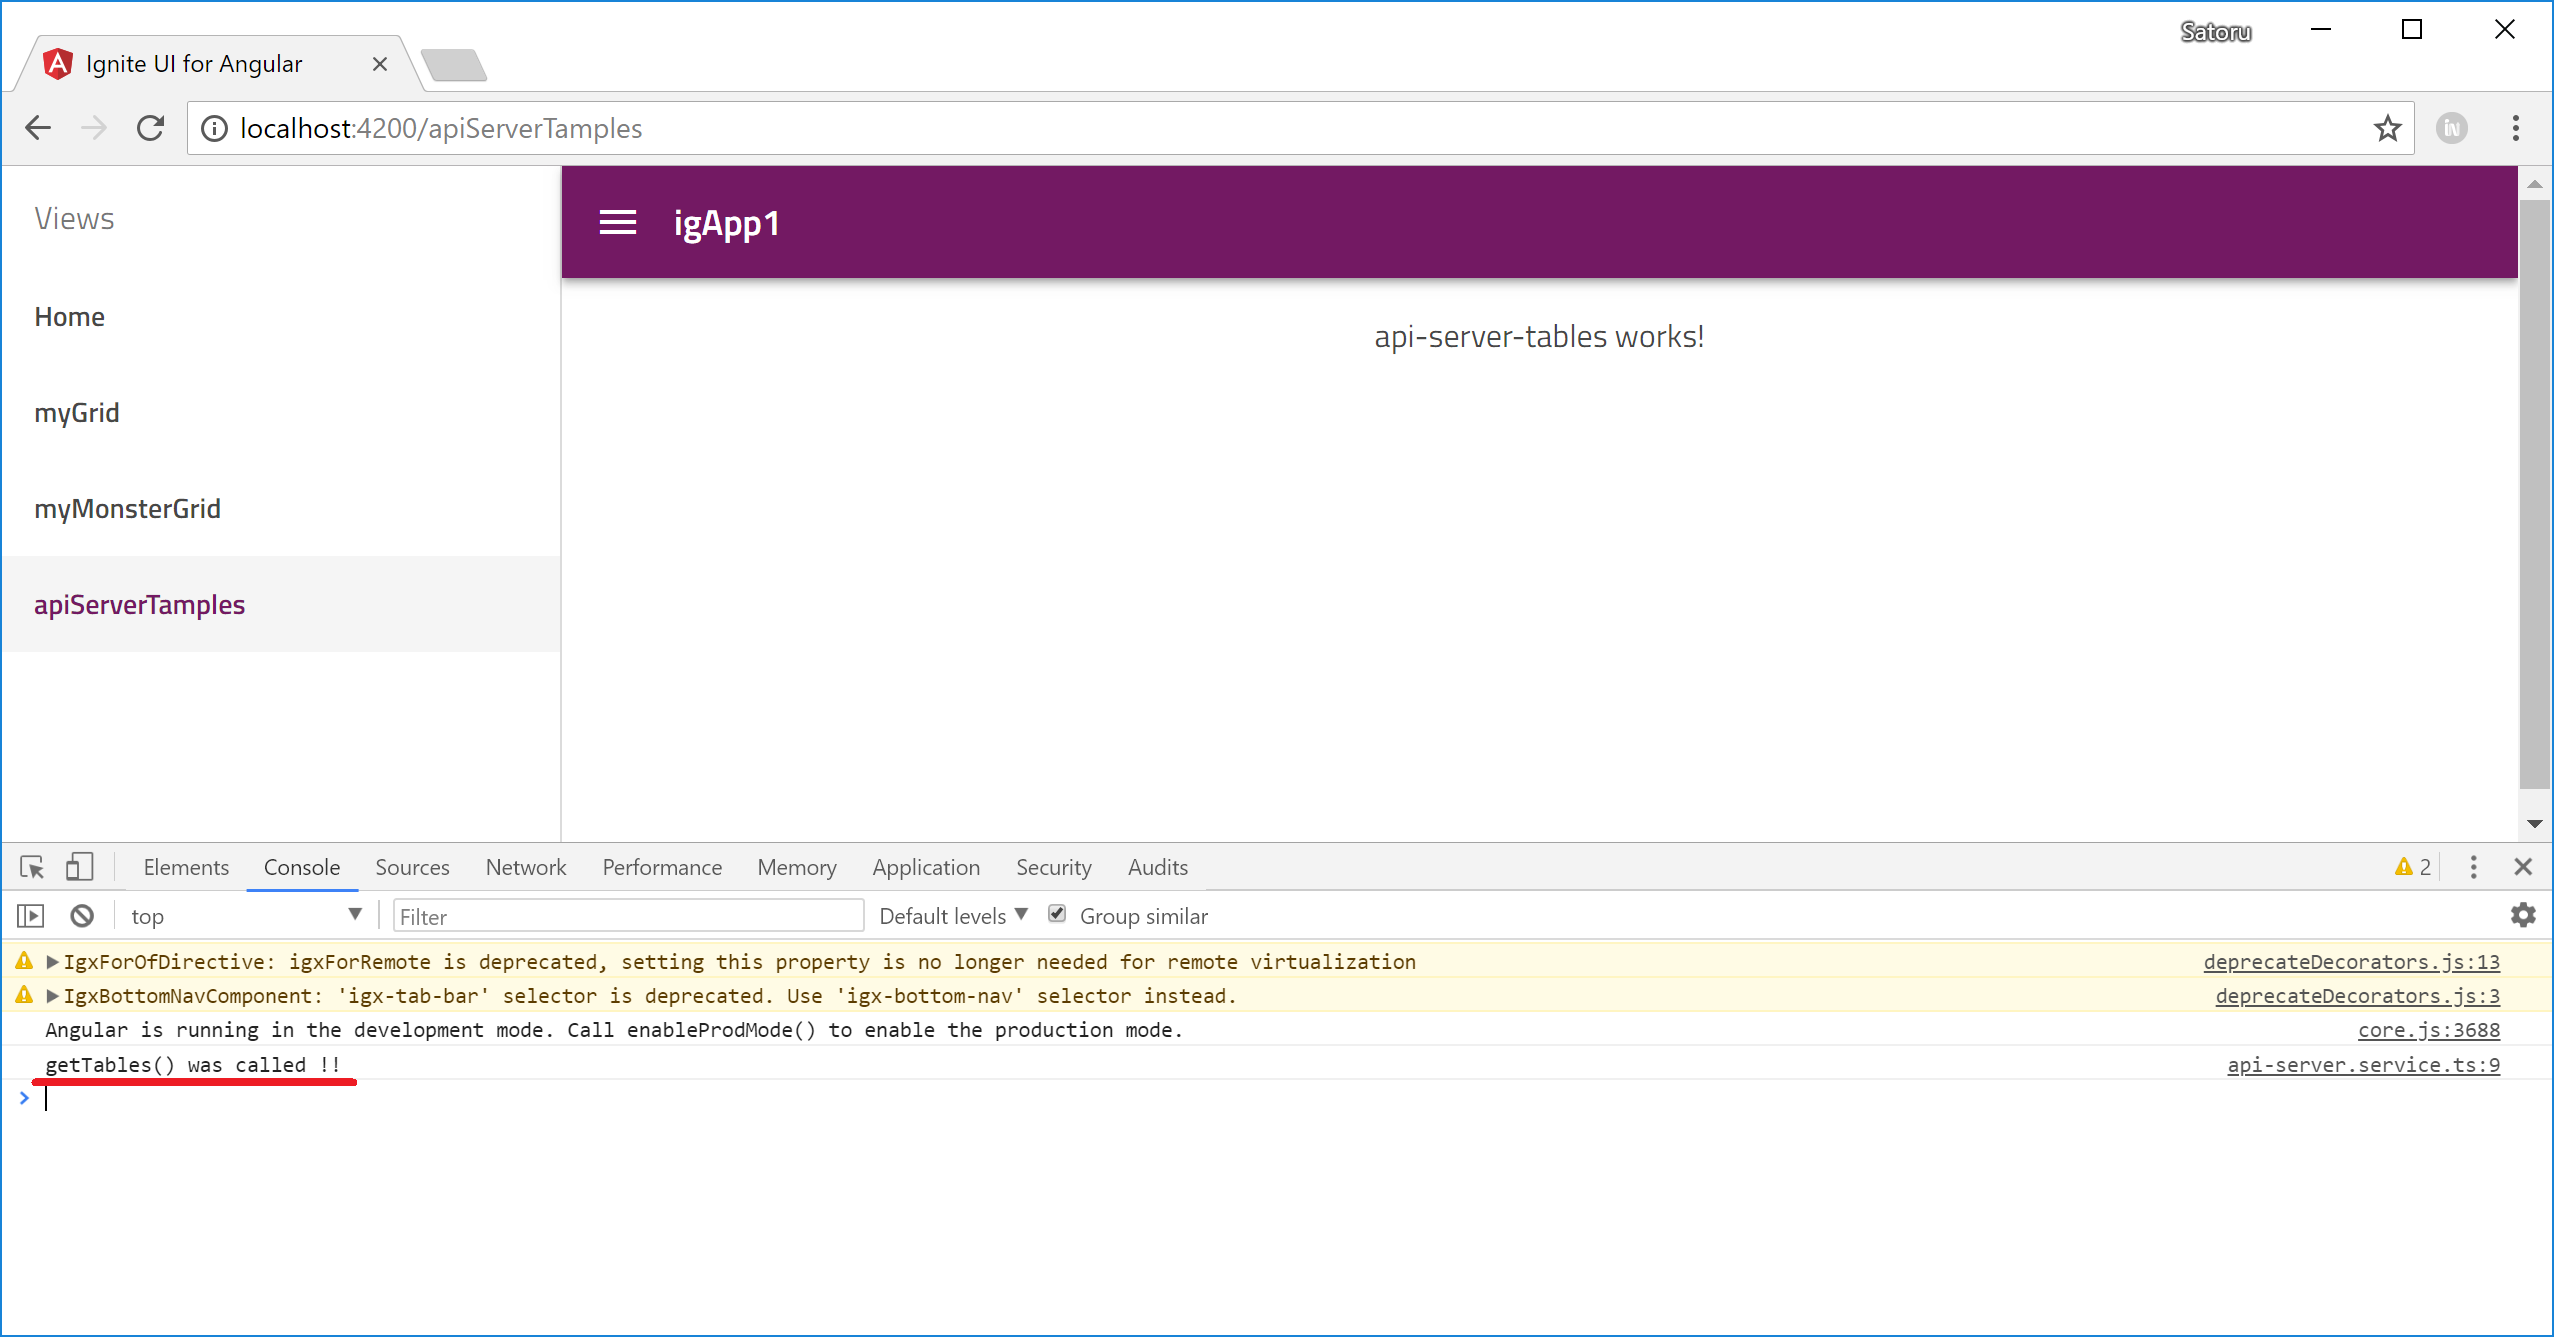 Satoru
Ignite UI for Angular
localhost:4200/apiServerTamples
Views
igApp1
Home
api-server-tables works!
myGrid
myMonsterGrid
apiServerTamples
Elements Console Sources Network Performance Memory Application Security Audits 2
top Filter Default levels Group similar
IgxForOfDirective: igxForRemote is deprecated, setting this property is no longer needed for remote virtualization deprecateDecorators.js:13
IgxBottomNavComponent: 'igx-tab-bar' selector is deprecated. Use 'igx-bottom-nav' selector instead. deprecateDecorators.js:3
Angular is running in the development mode. Call enableProdMode() to enable the production mode. core.js:3688
getTables() was called !! api-server.service.ts:9